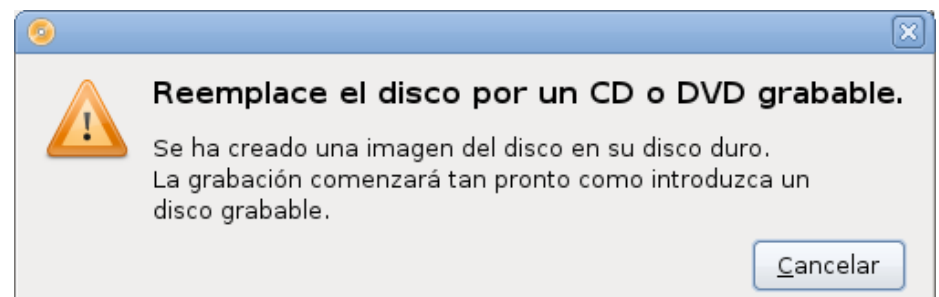 Reemplace el disco por un CD o DVD grabable.
Se ha creado una imagen del disco en su disco duro.
La grabación comenzará tan pronto como introduzca un
disco grabable.
Cancelar